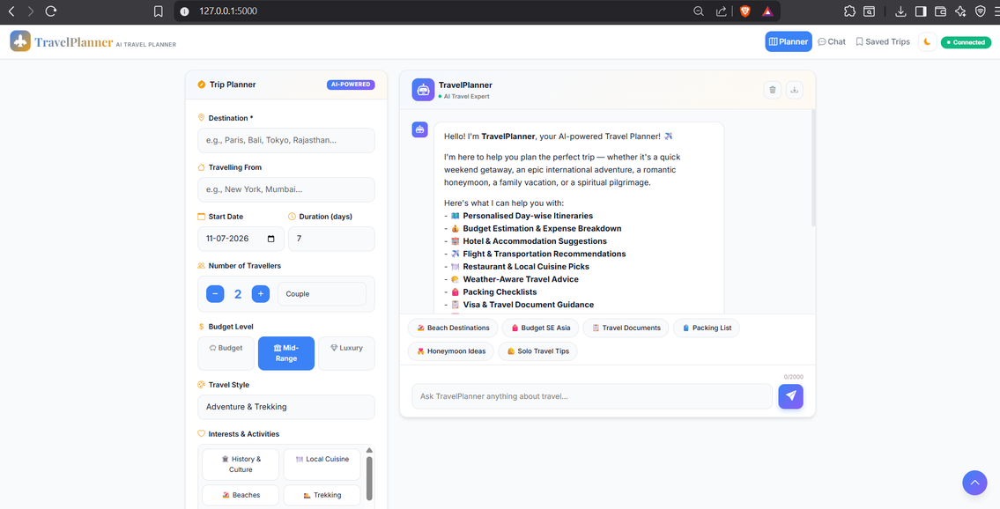 127.0.0.1:5000
TravelPlanner AI TRAVEL PLANNER
Planner
Chat
Saved Trips
Connected
Trip Planner
AI-POWERED
Destination *
e.g., Paris, Bali, Tokyo, Rajasthan...
Travelling From
e.g., New York, Mumbai...
Start Date
Duration (days)
11-07-2026
7
Number of Travellers
−
2
+
Couple
$ Budget Level
Budget
Mid-
Range
Luxury
Travel Style
Adventure & Trekking
Interests & Activities
History &
Culture
Local Cuisine
Beaches
Trekking
TravelPlanner
AI Travel Expert
Hello! I'm TravelPlanner, your AI-powered Travel Planner! ✈️
I'm here to help you plan the perfect trip — whether it's a quick
weekend getaway, an epic international adventure, a romantic
honeymoon, a family vacation, or a spiritual pilgrimage.
Here's what I can help you with:
- 🗺️ Personalised Day-wise Itineraries
- 💰 Budget Estimation & Expense Breakdown
- 🏨 Hotel & Accommodation Suggestions
- ✈️ Flight & Transportation Recommendations
- 🍽️ Restaurant & Local Cuisine Picks
- 🌤️ Weather-Aware Travel Advice
- 🎒 Packing Checklists
- 📋 Visa & Travel Document Guidance
Beach Destinations
Budget SE Asia
Travel Documents
Packing List
Honeymoon Ideas
Solo Travel Tips
0/2000
Ask TravelPlanner anything about travel...